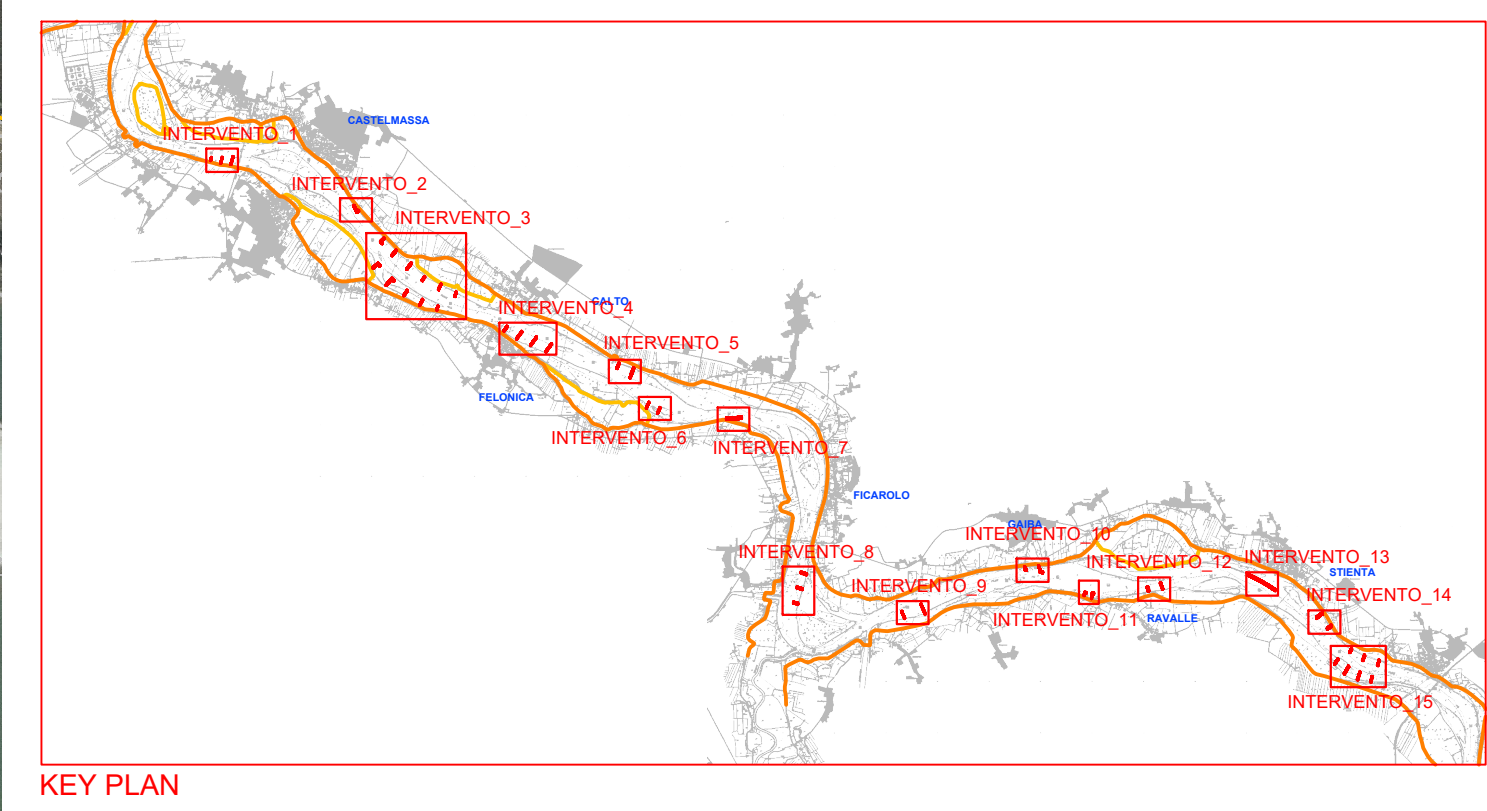 CASTELMASSA
INTERVENTO_1
INTERVENTO_2
INTERVENTO_3
CALTO
INTERVENTO_4
INTERVENTO_5
FELONICA
INTERVENTO_6
INTERVENTO_7
FICAROLO
GAIBA
INTERVENTO_10
INTERVENTO_8
INTERVENTO_13
INTERVENTO_12
STIENTA
INTERVENTO_9
INTERVENTO_14
INTERVENTO_11
RAVALLE
INTERVENTO_15
KEY PLAN